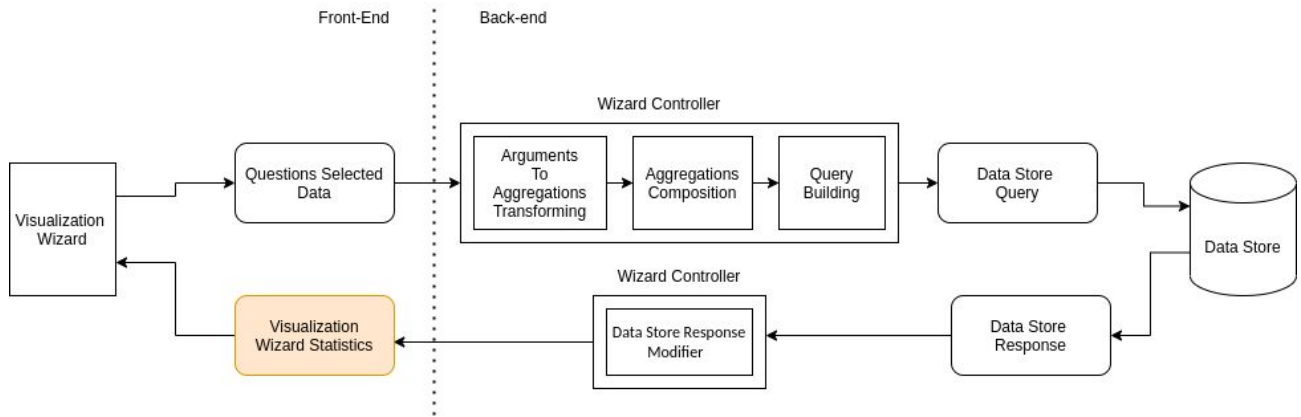 Front-End
Back-end
Wizard Controller
Visualization
Wizard
Questions Selected
Data
Arguments
To
Aggregations
Transforming
Aggregations
Composition
Query
Building
Data Store
Query
Data Store
Wizard Controller
Visualization
Wizard Statistics
Data Store Response
Modifier
Data Store
Response